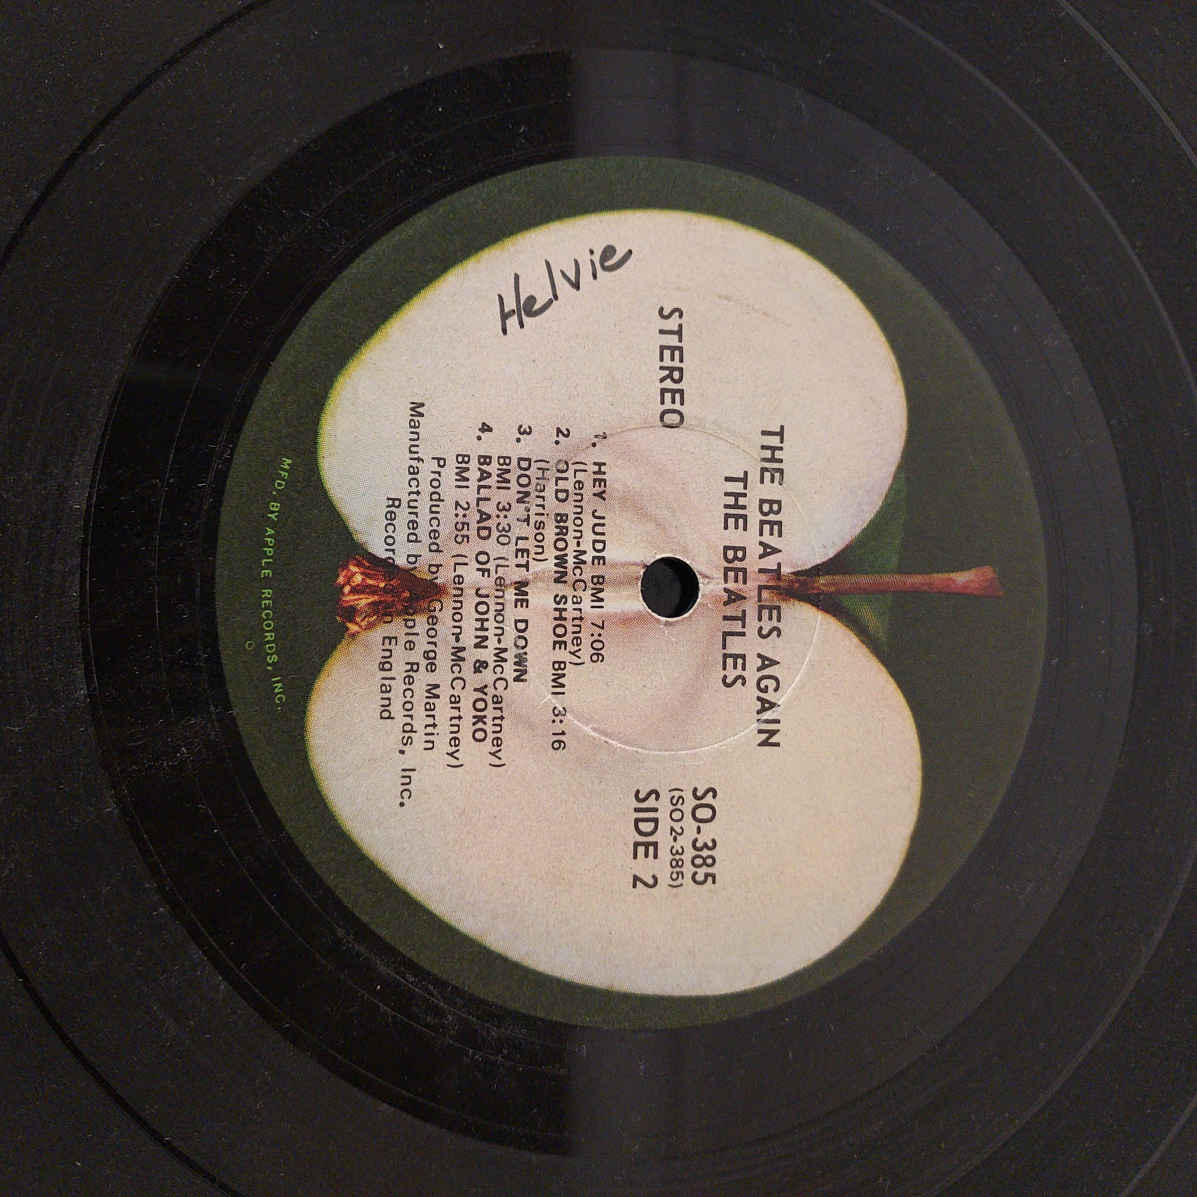 THE BEATLES AGAIN
THE BEATLES
STEREO
SO-385
(SO2-385)
SIDE 2
Helvie
1. HEY JUDE BMI 7:06
(Lennon-McCartney)
2. OLD BROWN SHOE BMI 3:16
(Harrison)
3. DON'T LET ME DOWN
BMI 3:30 (Lennon-McCartney)
4. BALLAD OF JOHN & YOKO
BMI 2:55 (Lennon-McCartney)
Produced by George Martin
Manufactured by Apple Records, Inc.
Recorded in England
MFD. BY APPLE RECORDS, INC.